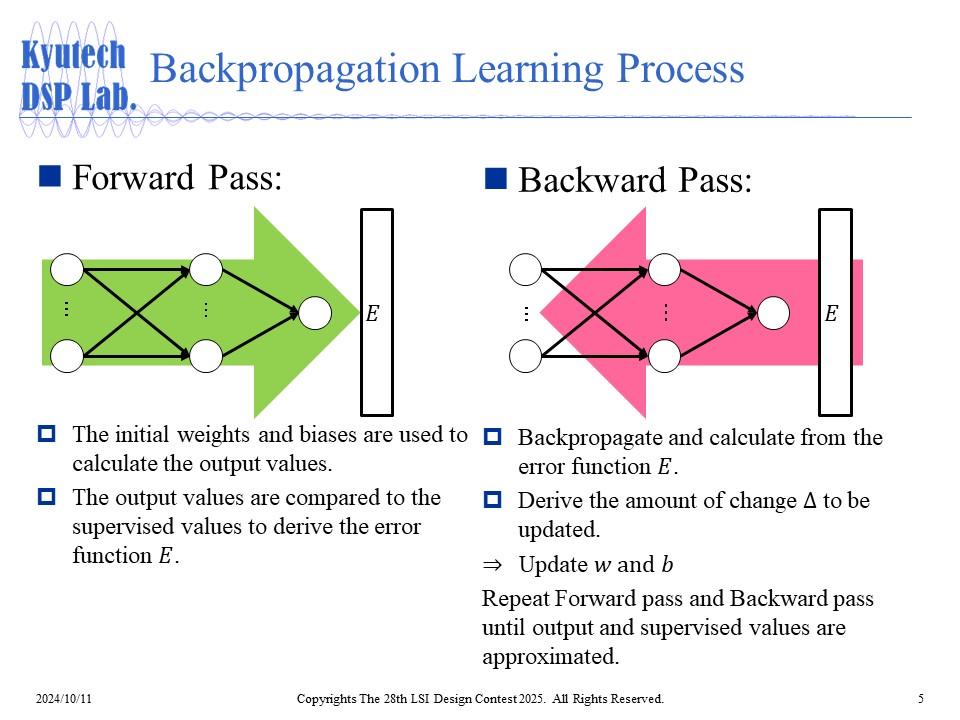 Kyutech
DSP Lab.
Backpropagation Learning Process
Forward Pass:
⋮
⋮
E
The initial weights and biases are used to
calculate the output values.
The output values are compared to the
supervised values to derive the error
function E.
Backward Pass:
⋮
⋮
E
Backpropagate and calculate from the
error function E.
Derive the amount of change Δ to be
updated.
⇒ Update w and b
Repeat Forward pass and Backward pass
until output and supervised values are
approximated.
2024/10/11
Copyrights The 28th LSI Design Contest 2025. All Rights Reserved.
5